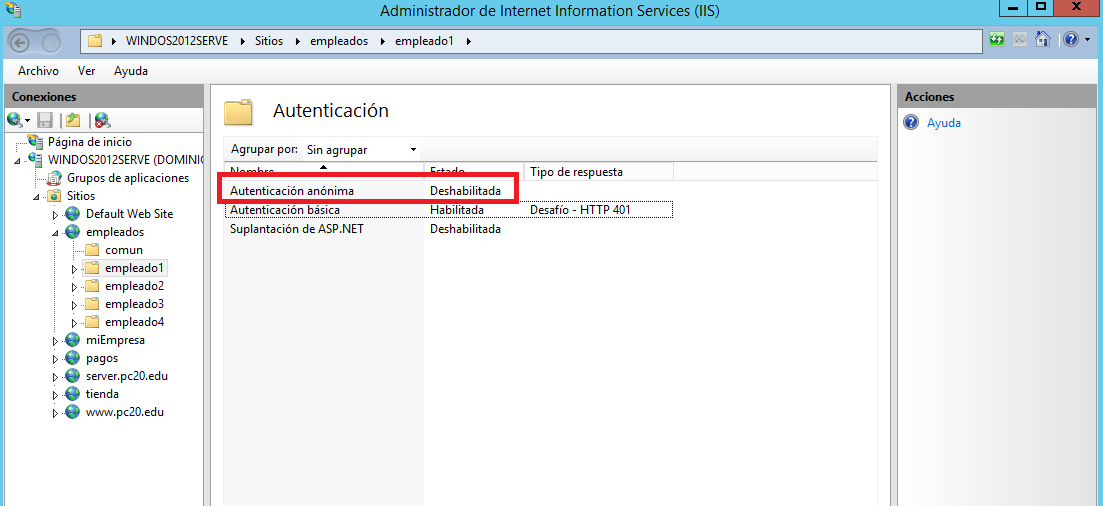 Administrador de Internet Information Services (IIS)
WINDOS2012SERVE Sitios empleados empleado1
Archivo Ver Ayuda
Conexiones
Página de inicio
WINDOS2012SERVE (DOMINIC
Grupos de aplicaciones
Sitios
Default Web Site
empleados
comun
empleado1
empleado2
empleado3
empleado4
miEmpresa
pagos
server.pc20.edu
tienda
www.pc20.edu
Autenticación
Agrupar por: Sin agrupar
Nombre Estado Tipo de respuesta
Autenticación anónima Deshabilitada
Autenticación básica Habilitada Desafío - HTTP 401
Suplantación de ASP.NET Deshabilitada
Acciones
Ayuda